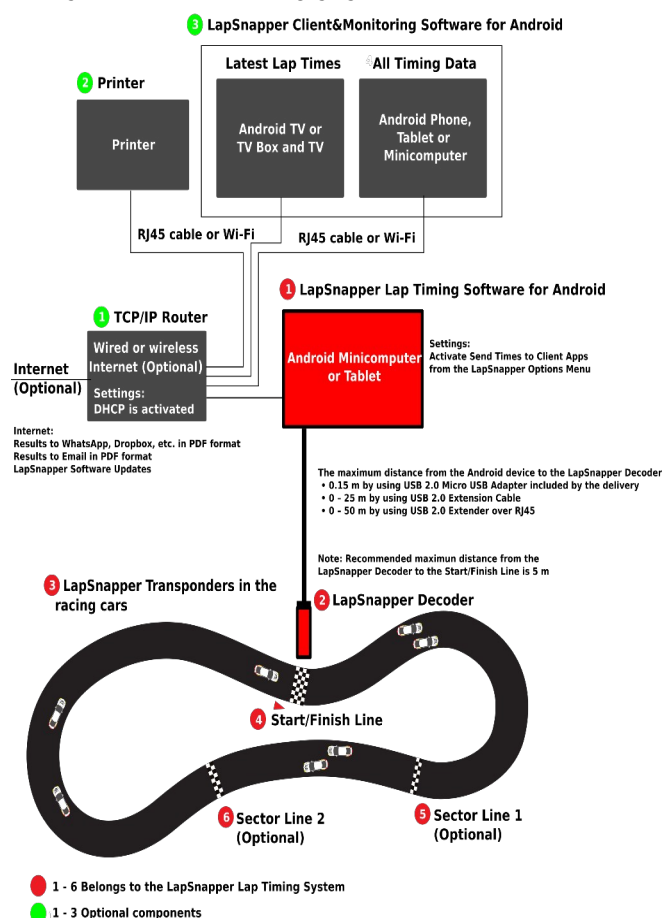 3 LapSnapper Client&Monitoring Software for Android
Latest Lap Times
All Timing Data
2 Printer
Printer
Android TV or
TV Box and TV
Android Phone,
Tablet or
Minicomputer
RJ45 cable or Wi-Fi
RJ45 cable or Wi-Fi
1 LapSnapper Lap Timing Software for Android
1 TCP/IP Router
Wired or wireless
Internet (Optional)
Settings:
DHCP is activated
Internet
(Optional)
Android Minicomputer
or Tablet
Settings:
Activate Send Times to Client Apps
from the LapSnapper Options Menu
Internet:
Results to WhatsApp, Dropbox, etc. in PDF format
Results to Email in PDF format
LapSnapper Software Updates
The maximum distance from the Android device to the LapSnapper Decoder
• 0.15 m by using USB 2.0 Micro USB Adapter included by the delivery
• 0 – 25 m by using USB 2.0 Extension Cable
• 0 – 50 m by using USB 2.0 Extender over RJ45
Note: Recommended maximun distance from the
LapSnapper Decoder to the Start/Finish Line is 5 m
3 LapSnapper Transponders in the
racing cars
2 LapSnapper Decoder
4 Start/Finish Line
6 Sector Line 2
(Optional)
5 Sector Line 1
(Optional)
1 - 6 Belongs to the LapSnapper Lap Timing System
1 - 3 Optional components